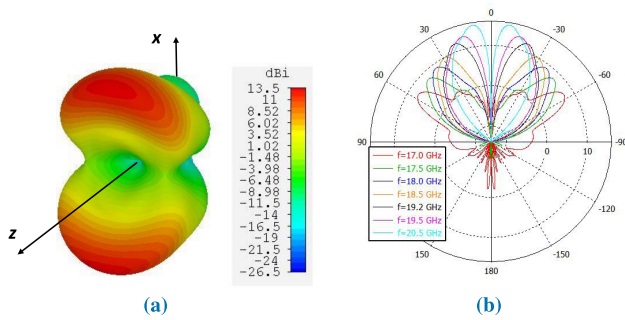 x
z
dBi
13.5
11
8.52
6.02
3.52
1.02
-1.48
-3.98
-6.48
-8.98
-11.5
-14
-16.5
-19
-21.5
-24
-26.5
(a)
0
30
-30
60
-60
90
-90
0
10
-120
-150
150
180
f=17.0 GHz
f=17.5 GHz
f=18.0 GHz
f=18.5 GHz
f=19.2 GHz
f=19.5 GHz
f=20.5 GHz
(b)